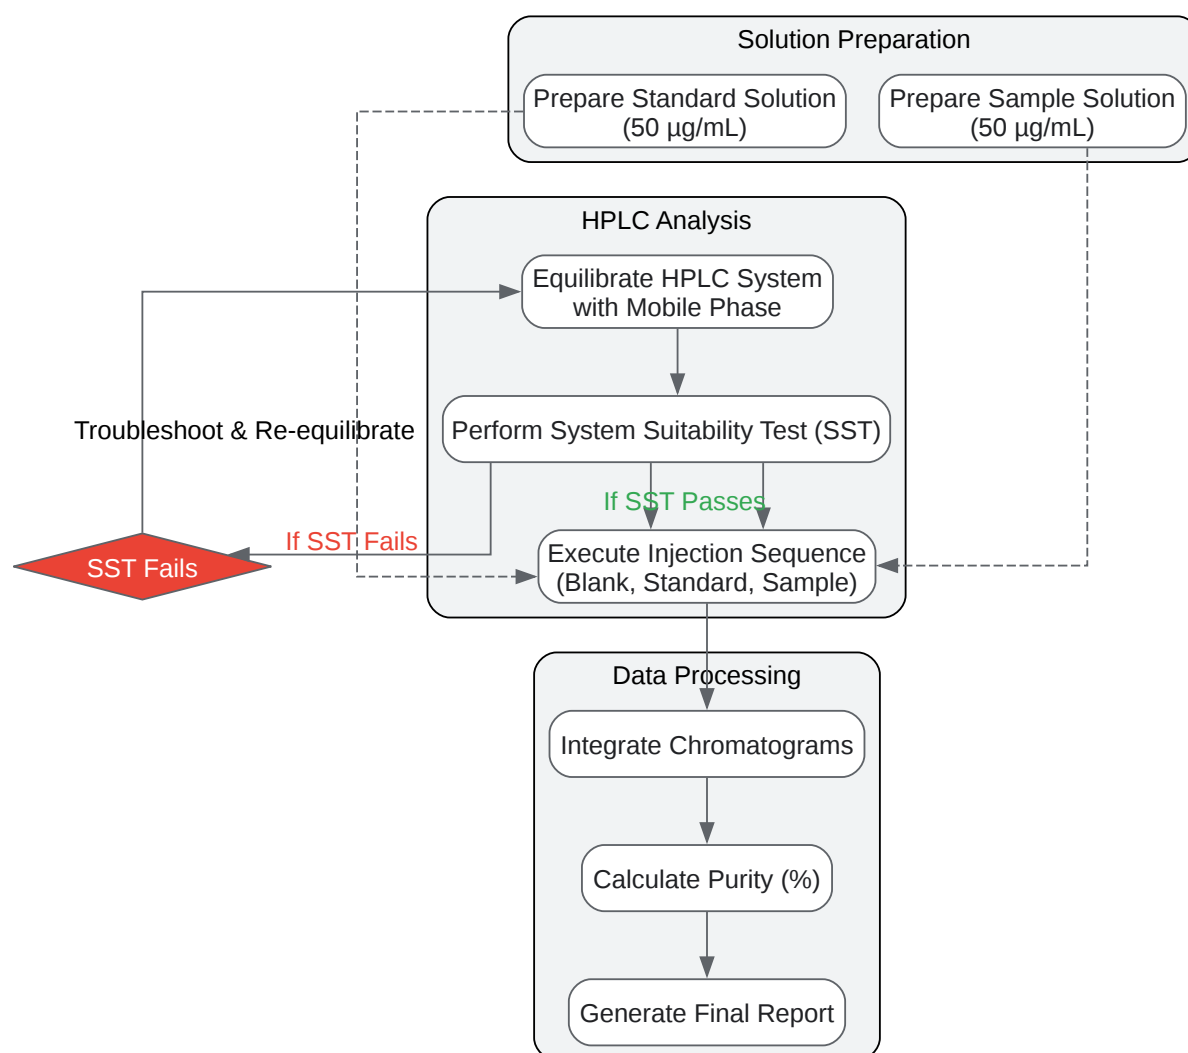 Solution Preparation
Prepare Standard Solution
(50 µg/mL)
Prepare Sample Solution
(50 µg/mL)
HPLC Analysis
Equilibrate HPLC System
with Mobile Phase
Troubleshoot & Re-equilibrate
Perform System Suitability Test (SST)
If SST Passes
If SST Fails
SST Fails
Execute Injection Sequence
(Blank, Standard, Sample)
Data Processing
Integrate Chromatograms
Calculate Purity (%)
Generate Final Report